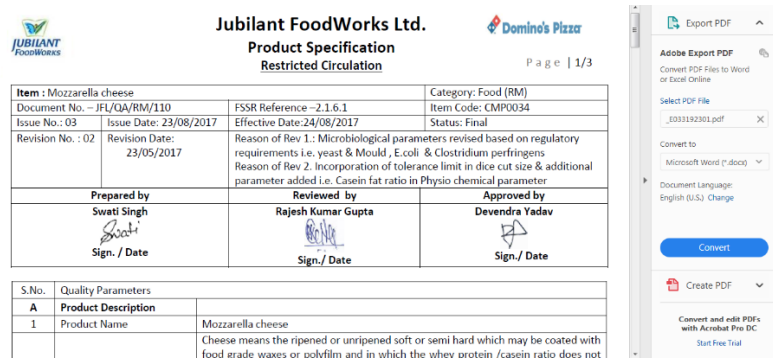 JUBILANT
FOODWORKS
Jubilant FoodWorks Ltd.
Product Specification
Restricted Circulation
Domino's Pizza
Page | 1/3
Item : Mozzarella cheese
Category: Food (RM)
Document No. – JFL/QA/RM/110
FSSR Reference –2.1.6.1
Item Code: CMP0034
Issue No.: 03
Issue Date: 23/08/2017
Effective Date:24/08/2017
Status: Final
Revision No. : 02
Revision Date:
23/05/2017
Reason of Rev 1.: Microbiological parameters revised based on regulatory
requirements i.e. yeast & Mould , E.coli & Clostridium perfringens
Reason of Rev 2. Incorporation of tolerance limit in dice cut size & additional
parameter added i.e. Casein fat ratio in Physio chemical parameter
Prepared by
Reviewed by
Approved by
Swati Singh
Rajesh Kumar Gupta
Devendra Yadav
Swati
Sign. / Date
Sign./ Date
Sign./ Date
S.No.
Quality Parameters
A
Product Description
1
Product Name
Mozzarella cheese
Cheese means the ripened or unripened soft or semi hard which may be coated with
food grade waxes or polyfilm and in which the whey protein /casein ratio does not
Export PDF
Adobe Export PDF
Convert PDF Files to Word
or Excel Online
Select PDF File
_E033192301.pdf
Convert to
Microsoft Word (*.docx)
Document Language:
English (U.S.) Change
Convert
Create PDF
Convert and edit PDFs
with Acrobat Pro DC
Start Free Trial